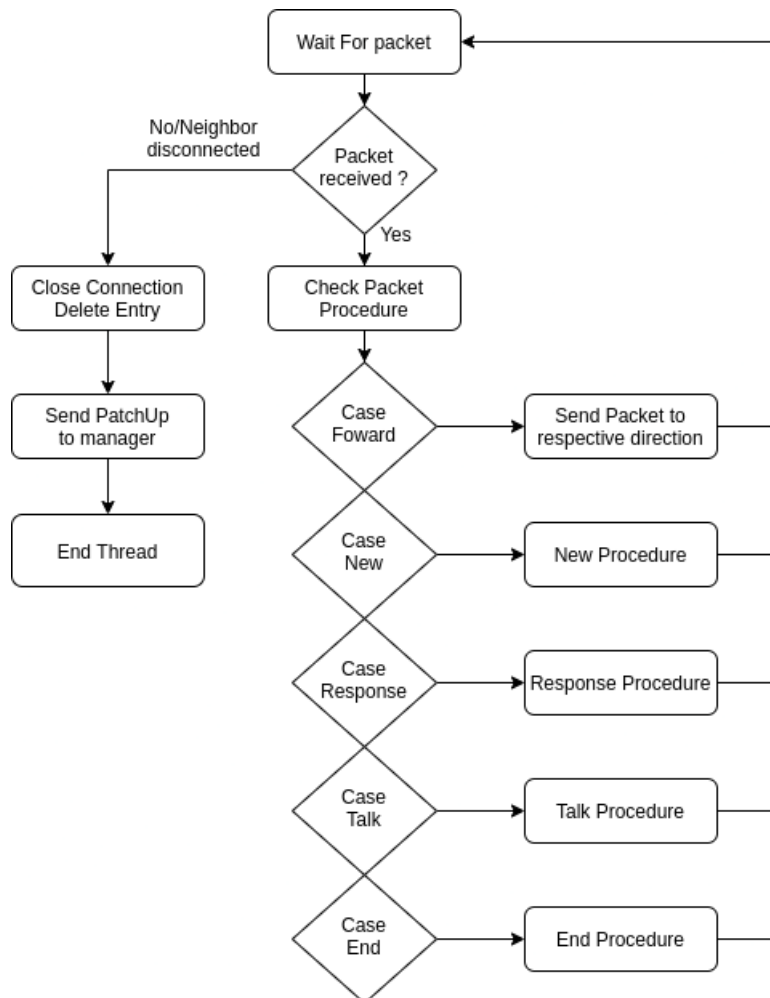 Wait For packet
No/Neighbor
disconnected
Packet
received ?
Yes
Close Connection
Delete Entry
Check Packet
Procedure
Send PatchUp
to manager
Case
Foward
Send Packet to
respective direction
End Thread
Case
New
New Procedure
Case
Response
Response Procedure
Case
Talk
Talk Procedure
Case
End
End Procedure